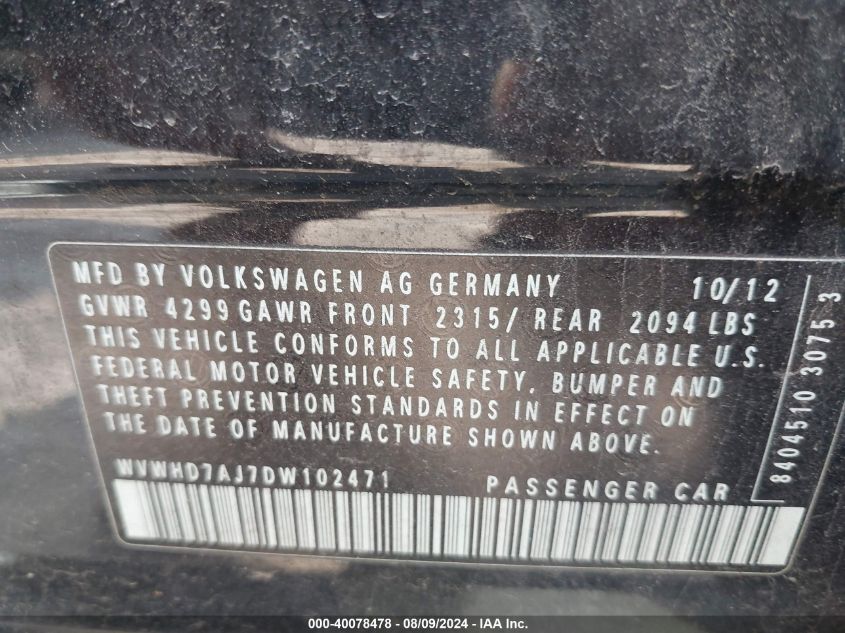 MFD BY VOLKSWAGEN AG GERMANY 10/12
GVWR 4299 GAWR FRONT 2315/ REAR 2094 LBS
THIS VEHICLE CONFORMS TO ALL APPLICABLE U.S.
FEDERAL MOTOR VEHICLE SAFETY, BUMPER AND
THEFT PREVENTION STANDARDS IN EFFECT ON
THE DATE OF MANUFACTURE SHOWN ABOVE.
WVWHD7AJ7DW102471 PASSENGER CAR
8404510 3075 3
000-40078478 - 08/09/2024 - IAA Inc.